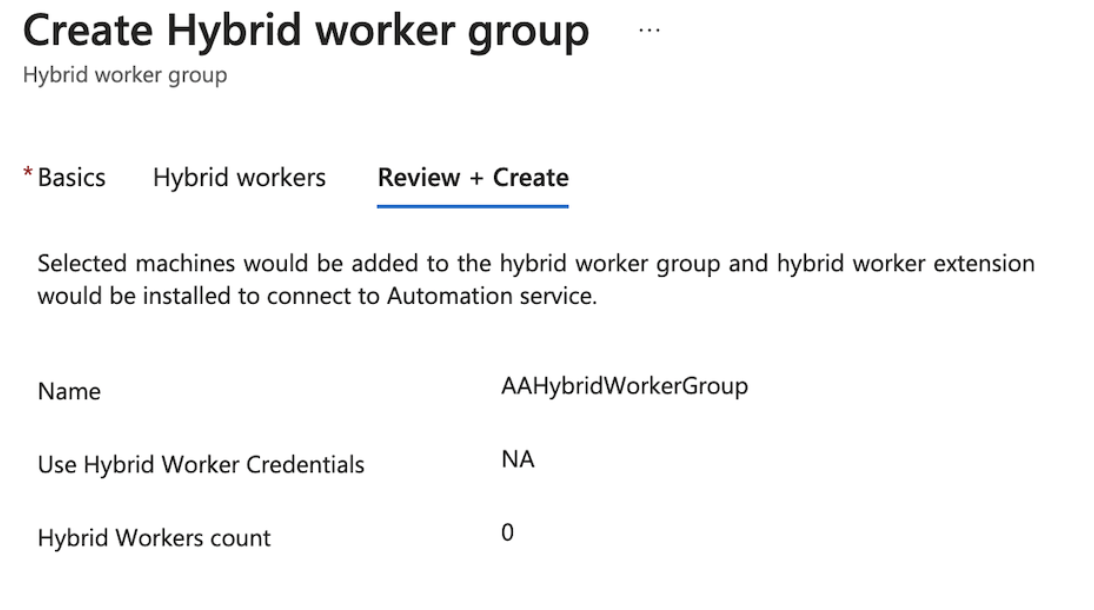 Create Hybrid worker group ...
Hybrid worker group
* Basics Hybrid workers Review + Create
Selected machines would be added to the hybrid worker group and hybrid worker extension
would be installed to connect to Automation service.
Name AAHybridWorkerGroup
Use Hybrid Worker Credentials NA
Hybrid Workers count 0